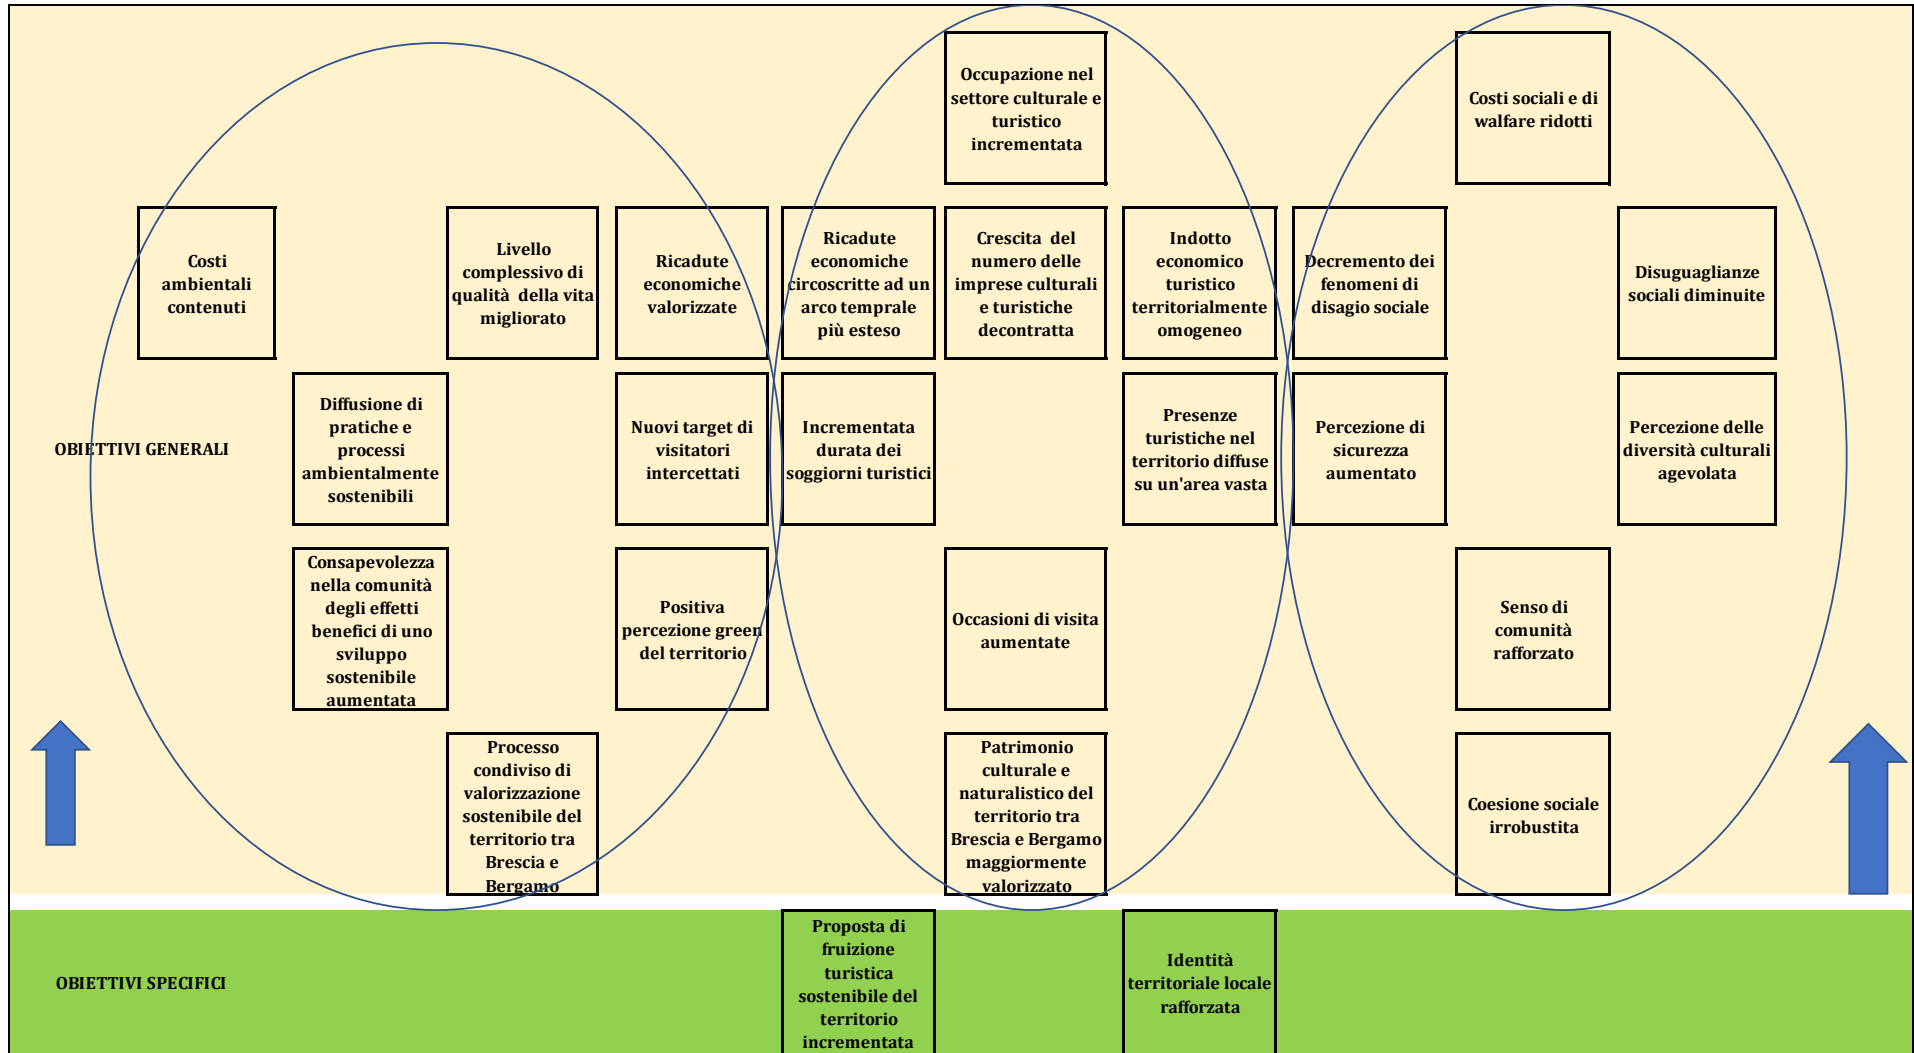 Occupazione nel
settore culturale e
turistico
incrementata
Costi sociali e di
walfare ridotti
Costi
ambientali
contenuti
Livello
complessivo di
qualità della vita
migliorato
Ricadute
economiche
valorizzate
Ricadute
economiche
circoscritte ad un
arco temprale
più esteso
Crescita del
numero delle
imprese culturali
e turistiche
decontratta
Indotto
economico
turistico
territorialmente
omogeneo
Decremento dei
fenomeni di
disagio sociale
Disuguaglianze
sociali diminuite
OBIETTIVI GENERALI
Diffusione di
pratiche e
processi
ambientalmente
sostenibili
Nuovi target di
visitatori
intercettati
Incrementata
durata dei
soggiorni turistici
Presenze
turistiche nel
territorio diffuse
su un'area vasta
Percezione di
sicurezza
aumentato
Percezione delle
diversità culturali
agevolata
Consapevolezza
nella comunità
degli effetti
benefici di uno
sviluppo
sostenibile
aumentata
Positiva
percezione green
del territorio
Occasioni di visita
aumentate
Senso di
comunità
rafforzato
Processo
condiviso di
valorizzazione
sostenibile del
territorio tra
Brescia e
Bergamo
Patrimonio
culturale e
naturalistico del
territorio tra
Brescia e Bergamo
maggiormente
valorizzato
Coesione sociale
irrobustita
OBIETTIVI SPECIFICI
Proposta di
fruizione
turistica
sostenibile del
territorio
incrementata
Identità
territoriale locale
rafforzata